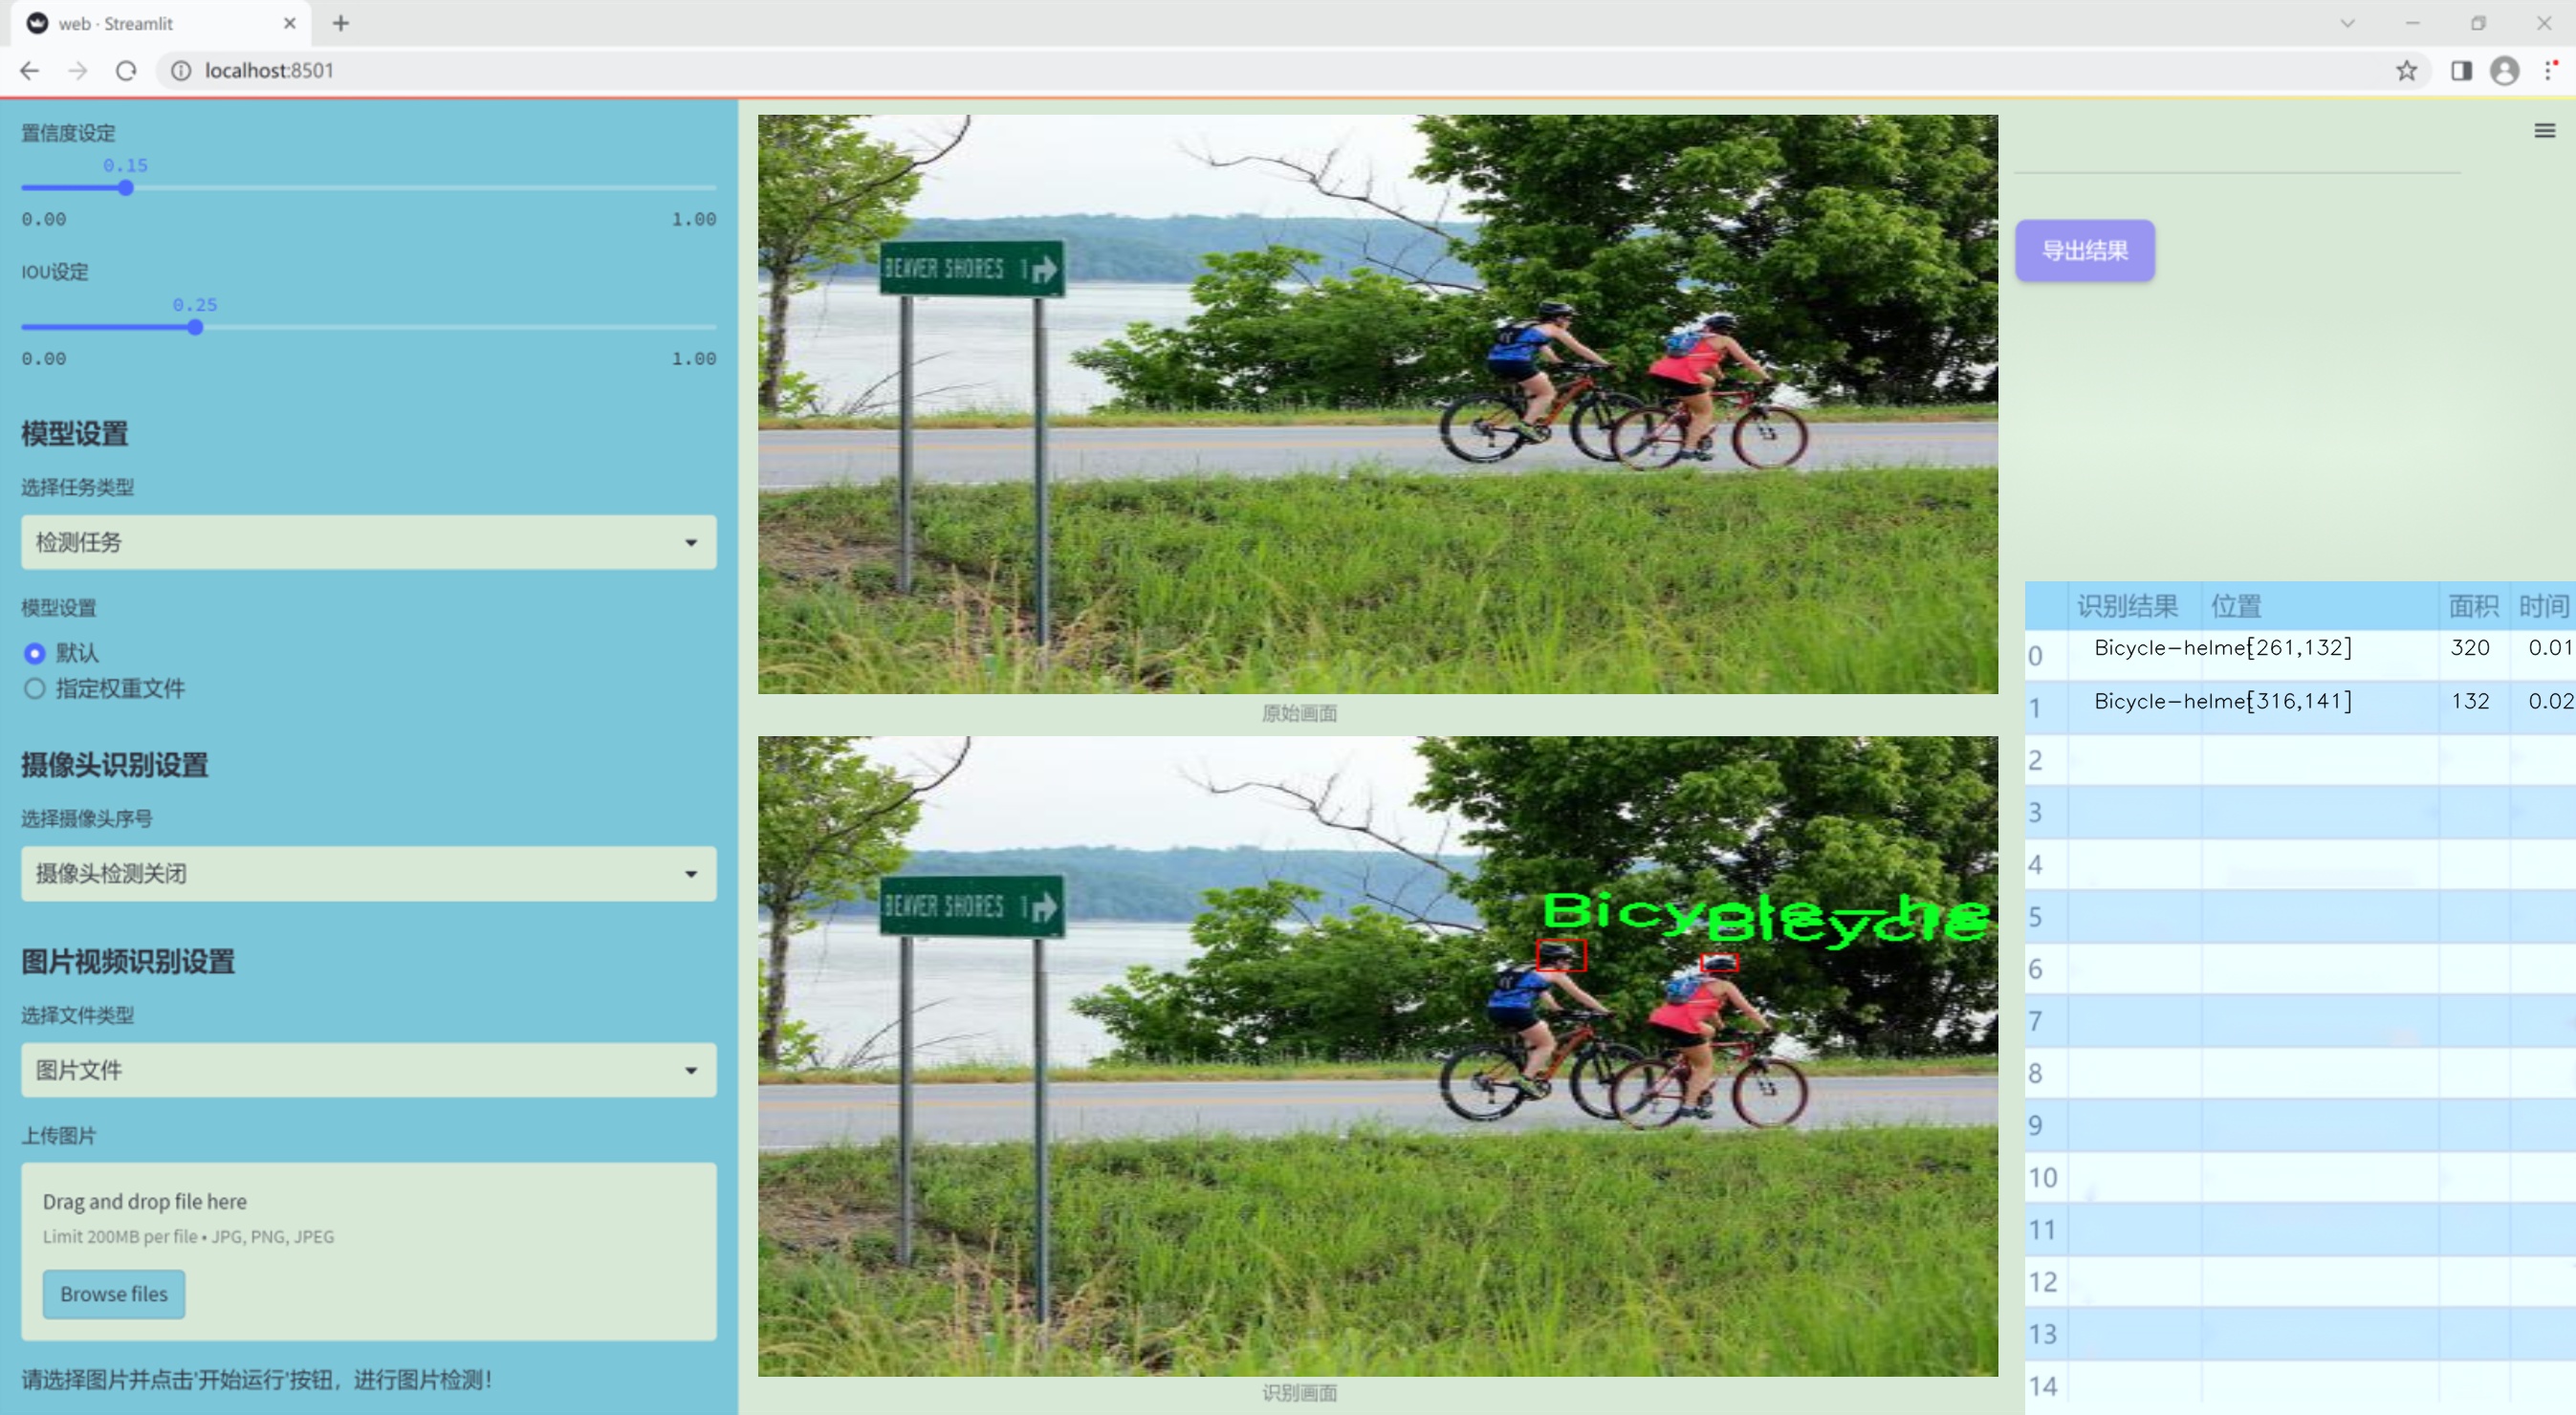 web · Streamlit
localhost:8501
置信度设定
0.15
0.00 1.00
IOU设定
0.25
0.00 1.00
模型设置
选择任务类型
检测任务
模型设置
默认
指定权重文件
摄像头识别设置
选择摄像头序号
摄像头检测关闭
图片视频识别设置
选择文件类型
图片文件
上传图片
Drag and drop file here
Limit 200MB per file • JPG, PNG, JPEG
Browse files
请选择图片并点击'开始运行'按钮，进行图片检测！
BEAVER SHORES 1
原始画面
BEAVER SHORES 1
Bicycle-he
Bicycle
识别画面
导出结果
识别结果 位置 面积 时间
0 Bicycle-helmet [261,132] 320 0.01
1 Bicycle-helmet [316,141] 132 0.02
2
3
4
5
6
7
8
9
10
11
12
13
14